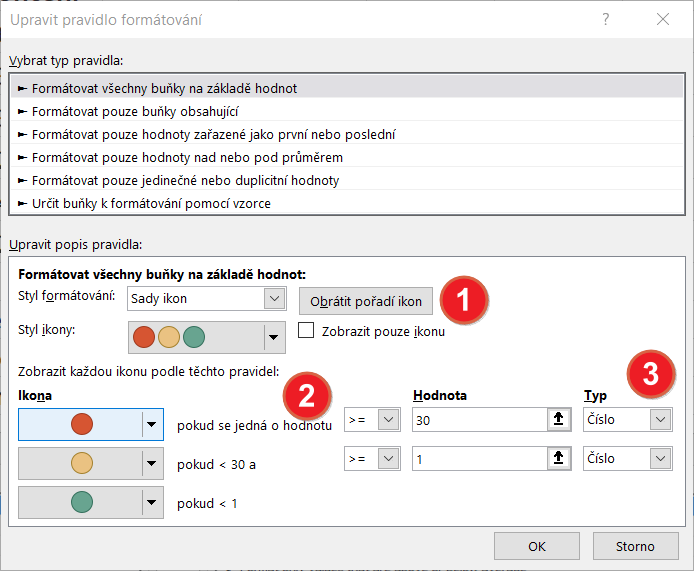 Upravit pravidlo formátování
?
Vybrat typ pravidla:
► Formátovat všechny buňky na základě hodnot
► Formátovat pouze buňky obsahující
► Formátovat pouze hodnoty zařazené jako první nebo poslední
► Formátovat pouze hodnoty nad nebo pod průměrem
► Formátovat pouze jedinečné nebo duplicitní hodnoty
► Určit buňky k formátování pomocí vzorce
Upravit popis pravidla:
Formátovat všechny buňky na základě hodnot:
Styl formátování: Sady ikon Obrátit pořadí ikon 1
Styl ikony: Zobrazit pouze ikonu
Zobrazit každou ikonu podle těchto pravidel:
Ikona 2 Hodnota Typ 3
pokud se jedná o hodnotu >= 30 Číslo
pokud < 30 a >= 1 Číslo
pokud < 1
OK Storno